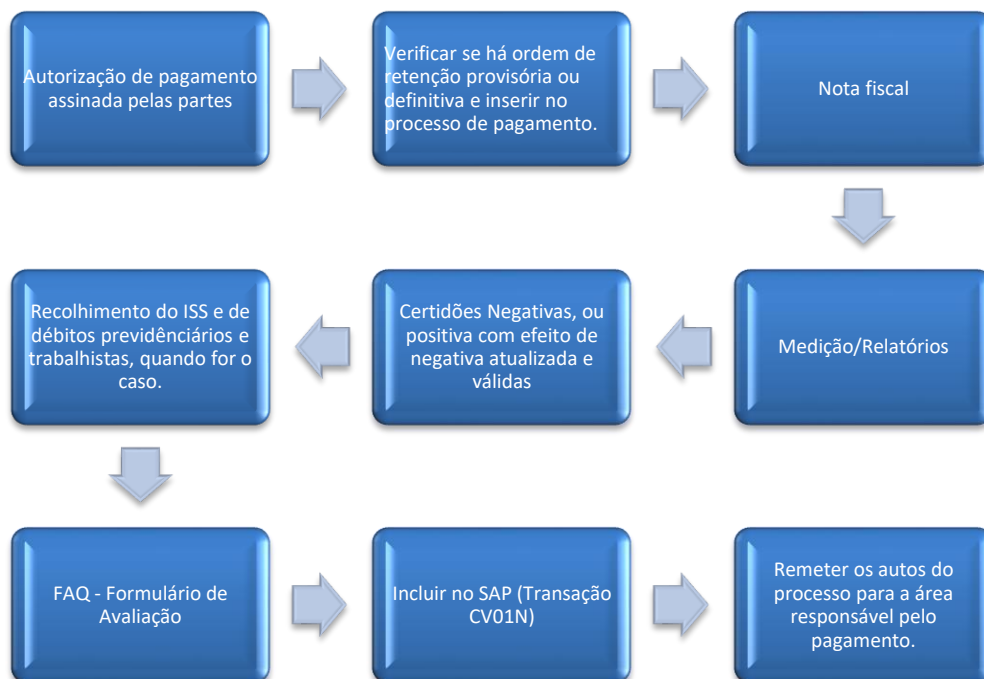 Autorização de pagamento
assinada pelas partes
Verificar se há ordem de
retenção provisória ou
definitiva e inserir no
processo de pagamento.
Nota fiscal
Medição/Relatórios
Certidões Negativas, ou
positiva com efeito de
negativa atualizada e
válidas
Recolhimento do ISS e de
débitos previdênciários e
trabalhistas, quando for o
caso.
FAQ - Formulário de
Avaliação
Incluir no SAP (Transação
CV01N)
Remeter os autos do
processo para a área
responsável pelo
pagamento.